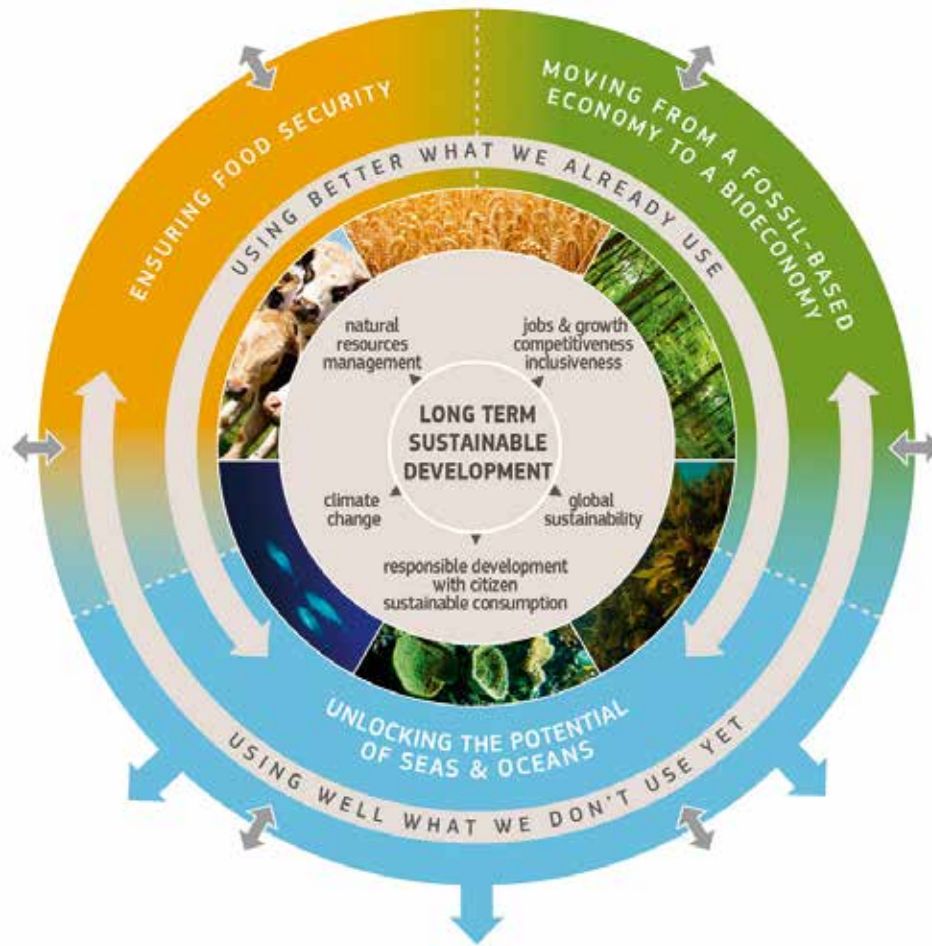 ENSURING FOOD SECURITY
MOVING FROM A FOSSIL-BASED
ECONOMY TO A BIOECONOMY
USING BETTER WHAT WE ALREADY USE
natural
resources
management
jobs & growth
competitiveness
inclusiveness
LONG TERM
SUSTAINABLE
DEVELOPMENT
climate
change
global
sustainability
responsible development
with citizen
sustainable consumption
UNLOCKING THE POTENTIAL
OF SEAS & OCEANS
USING WELL WHAT WE DON'T USE YET